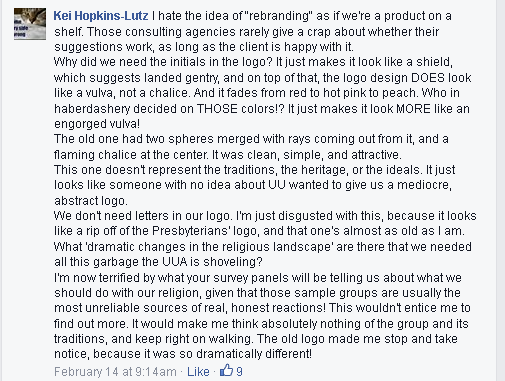 Kei Hopkins-Lutz I hate the idea of "rebranding" as if we're a product on a
shelf. Those consulting agencies rarely give a crap about whether their
suggestions work, as long as the client is happy with it.
Why did we need the initials in the logo? It just makes it look like a shield,
which suggests landed gentry, and on top of that, the logo design DOES look
like a vulva, not a chalice. And it fades from red to hot pink to peach. Who in
haberdashery decided on THOSE colors!? It just makes it look MORE like an
engorged vulva!
The old one had two spheres merged with rays coming out from it, and a
flaming chalice at the center. It was clean, simple, and attractive.
This one doesn't represent the traditions, the heritage, or the ideals. It just
looks like someone with no idea about UU wanted to give us a mediocre,
abstract logo.
We don't need letters in our logo. I'm just disgusted with this, because it looks
like a rip off of the Presbyterians' logo, and that one's almost as old as I am.
What 'dramatic changes in the religious landscape' are there that we needed
all this garbage the UUA is shoveling?
I'm now terrified by what your survey panels will be telling us about what we
should do with our religion, given that those sample groups are usually the
most unreliable sources of real, honest reactions! This wouldn't entice me to
find out more. It would make me think absolutely nothing of the group and its
traditions, and keep right on walking. The old logo made me stop and take
notice, because it was so dramatically different!
February 14 at 9:14am · Like · 9